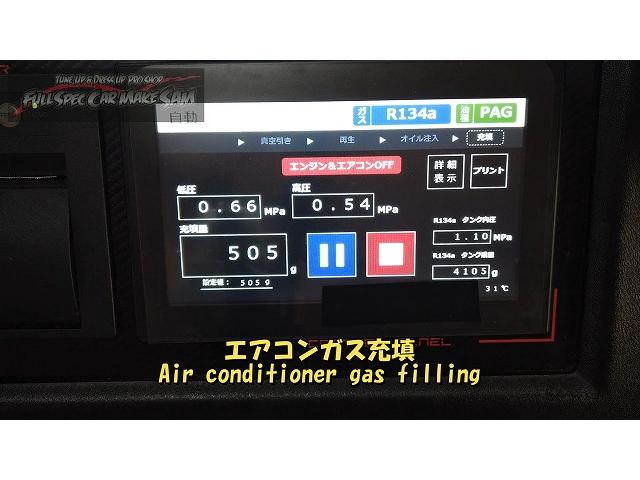 TUNE UP & DRESS UP PRO SHOP
FULLSPEC CAR MAKE SAM
自動
ガス R134a 油種 PAG
真空引き ▶ 再生 ▶ オイル注入 ▶ 充填
エンジン&エアコンOFF
詳細表示
プリント
低圧
0.66 MPa
高圧
0.54 MPa
充填量
505 g
設定値: 505g
R134a タンク内圧
1.10 MPa
R134a タンク重量
4105 g
31℃
エアコンガス充填
Air conditioner gas filling